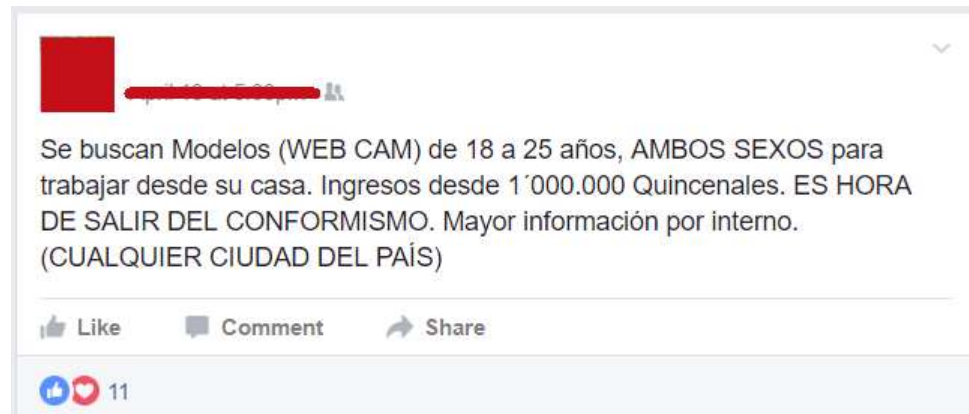 Se buscan Modelos (WEB CAM) de 18 a 25 años, AMBOS SEXOS para
trabajar desde su casa. Ingresos desde 1´000.000 Quincenales. ES HORA
DE SALIR DEL CONFORMISMO. Mayor información por interno.
(CUALQUIER CIUDAD DEL PAÍS)
Like Comment Share
11